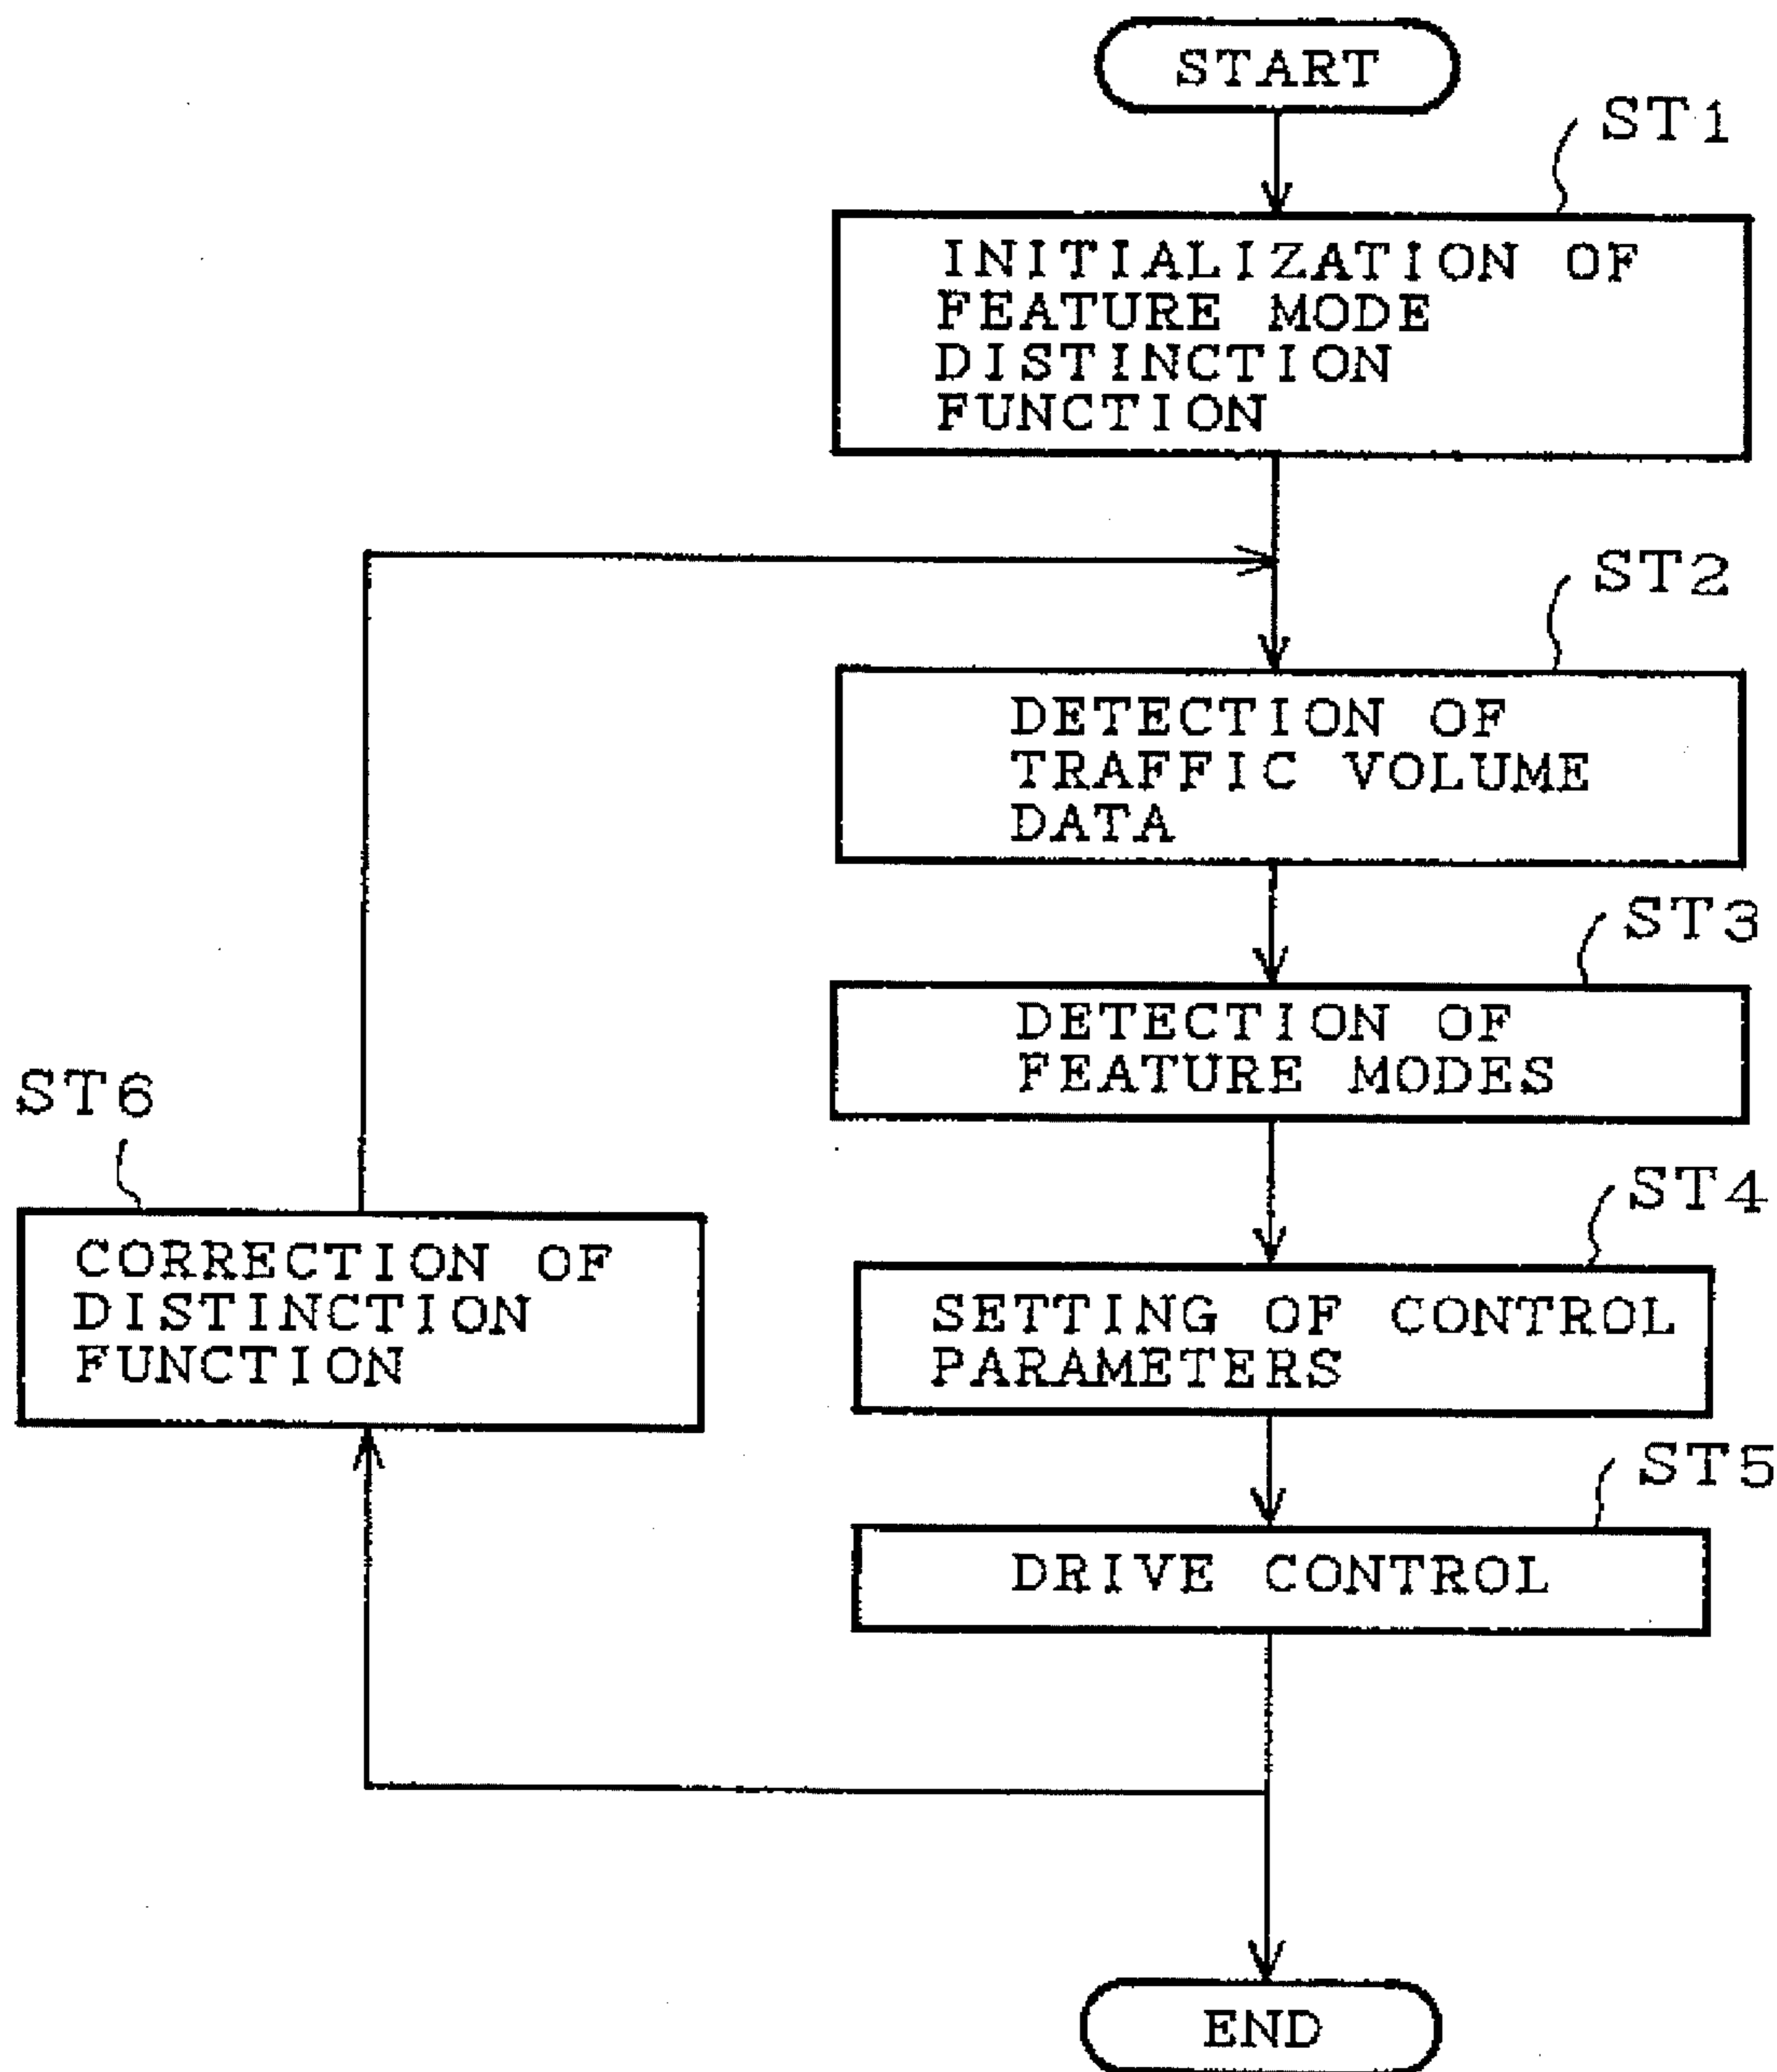 START
ST1
INITIALIZATION OF
FEATURE MODE
DISTINCTION
FUNCTION
ST2
DETECTION OF
TRAFFIC VOLUME
DATA
ST3
DETECTION OF
FEATURE MODES
ST4
SETTING OF CONTROL
PARAMETERS
ST5
DRIVE CONTROL
ST6
CORRECTION OF
DISTINCTION
FUNCTION
END